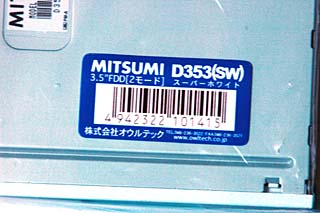 MITSUMI D353(SW)
3.5"FDD[2モード] スーパーホワイト
4 942322 101415
株式会社オウルテック
www.owltech.co.jp